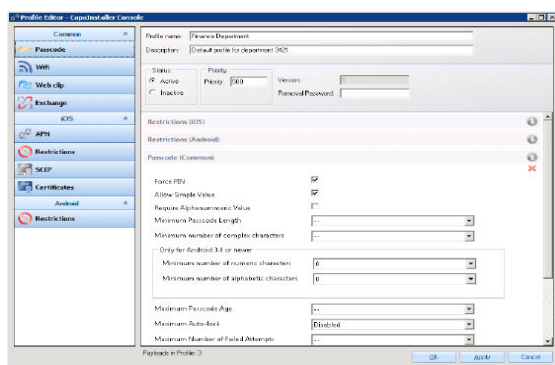 Profile Editor - CapaInstaller Console
Common
Passcode
Wifi
Web clip
Exchange
iOS
APN
Restrictions
SCEP
Certificates
Android
Restrictions
Profile name: Finance Department
Description: Default profile for department 3421
Status:
Active
Inactive
Priority:
Priority: 500
Version: 1
Removal Password:
Restrictions (iOS)
Restrictions (Android)
Passcode (Common)
Force PIN
Allow Simple Value
Require Alphanumeric Value
Minimum Passcode Length --
Minimum number of complex characters --
Only for Android 3.0 or newer
Minimum number of numeric characters 0
Minimum number of alphabetic characters 0
Maximum Passcode Age --
Maximum Auto-lock Disabled
Maximum Number of Failed Attempts --
Payloads in Profile: 3
OK Apply Cancel